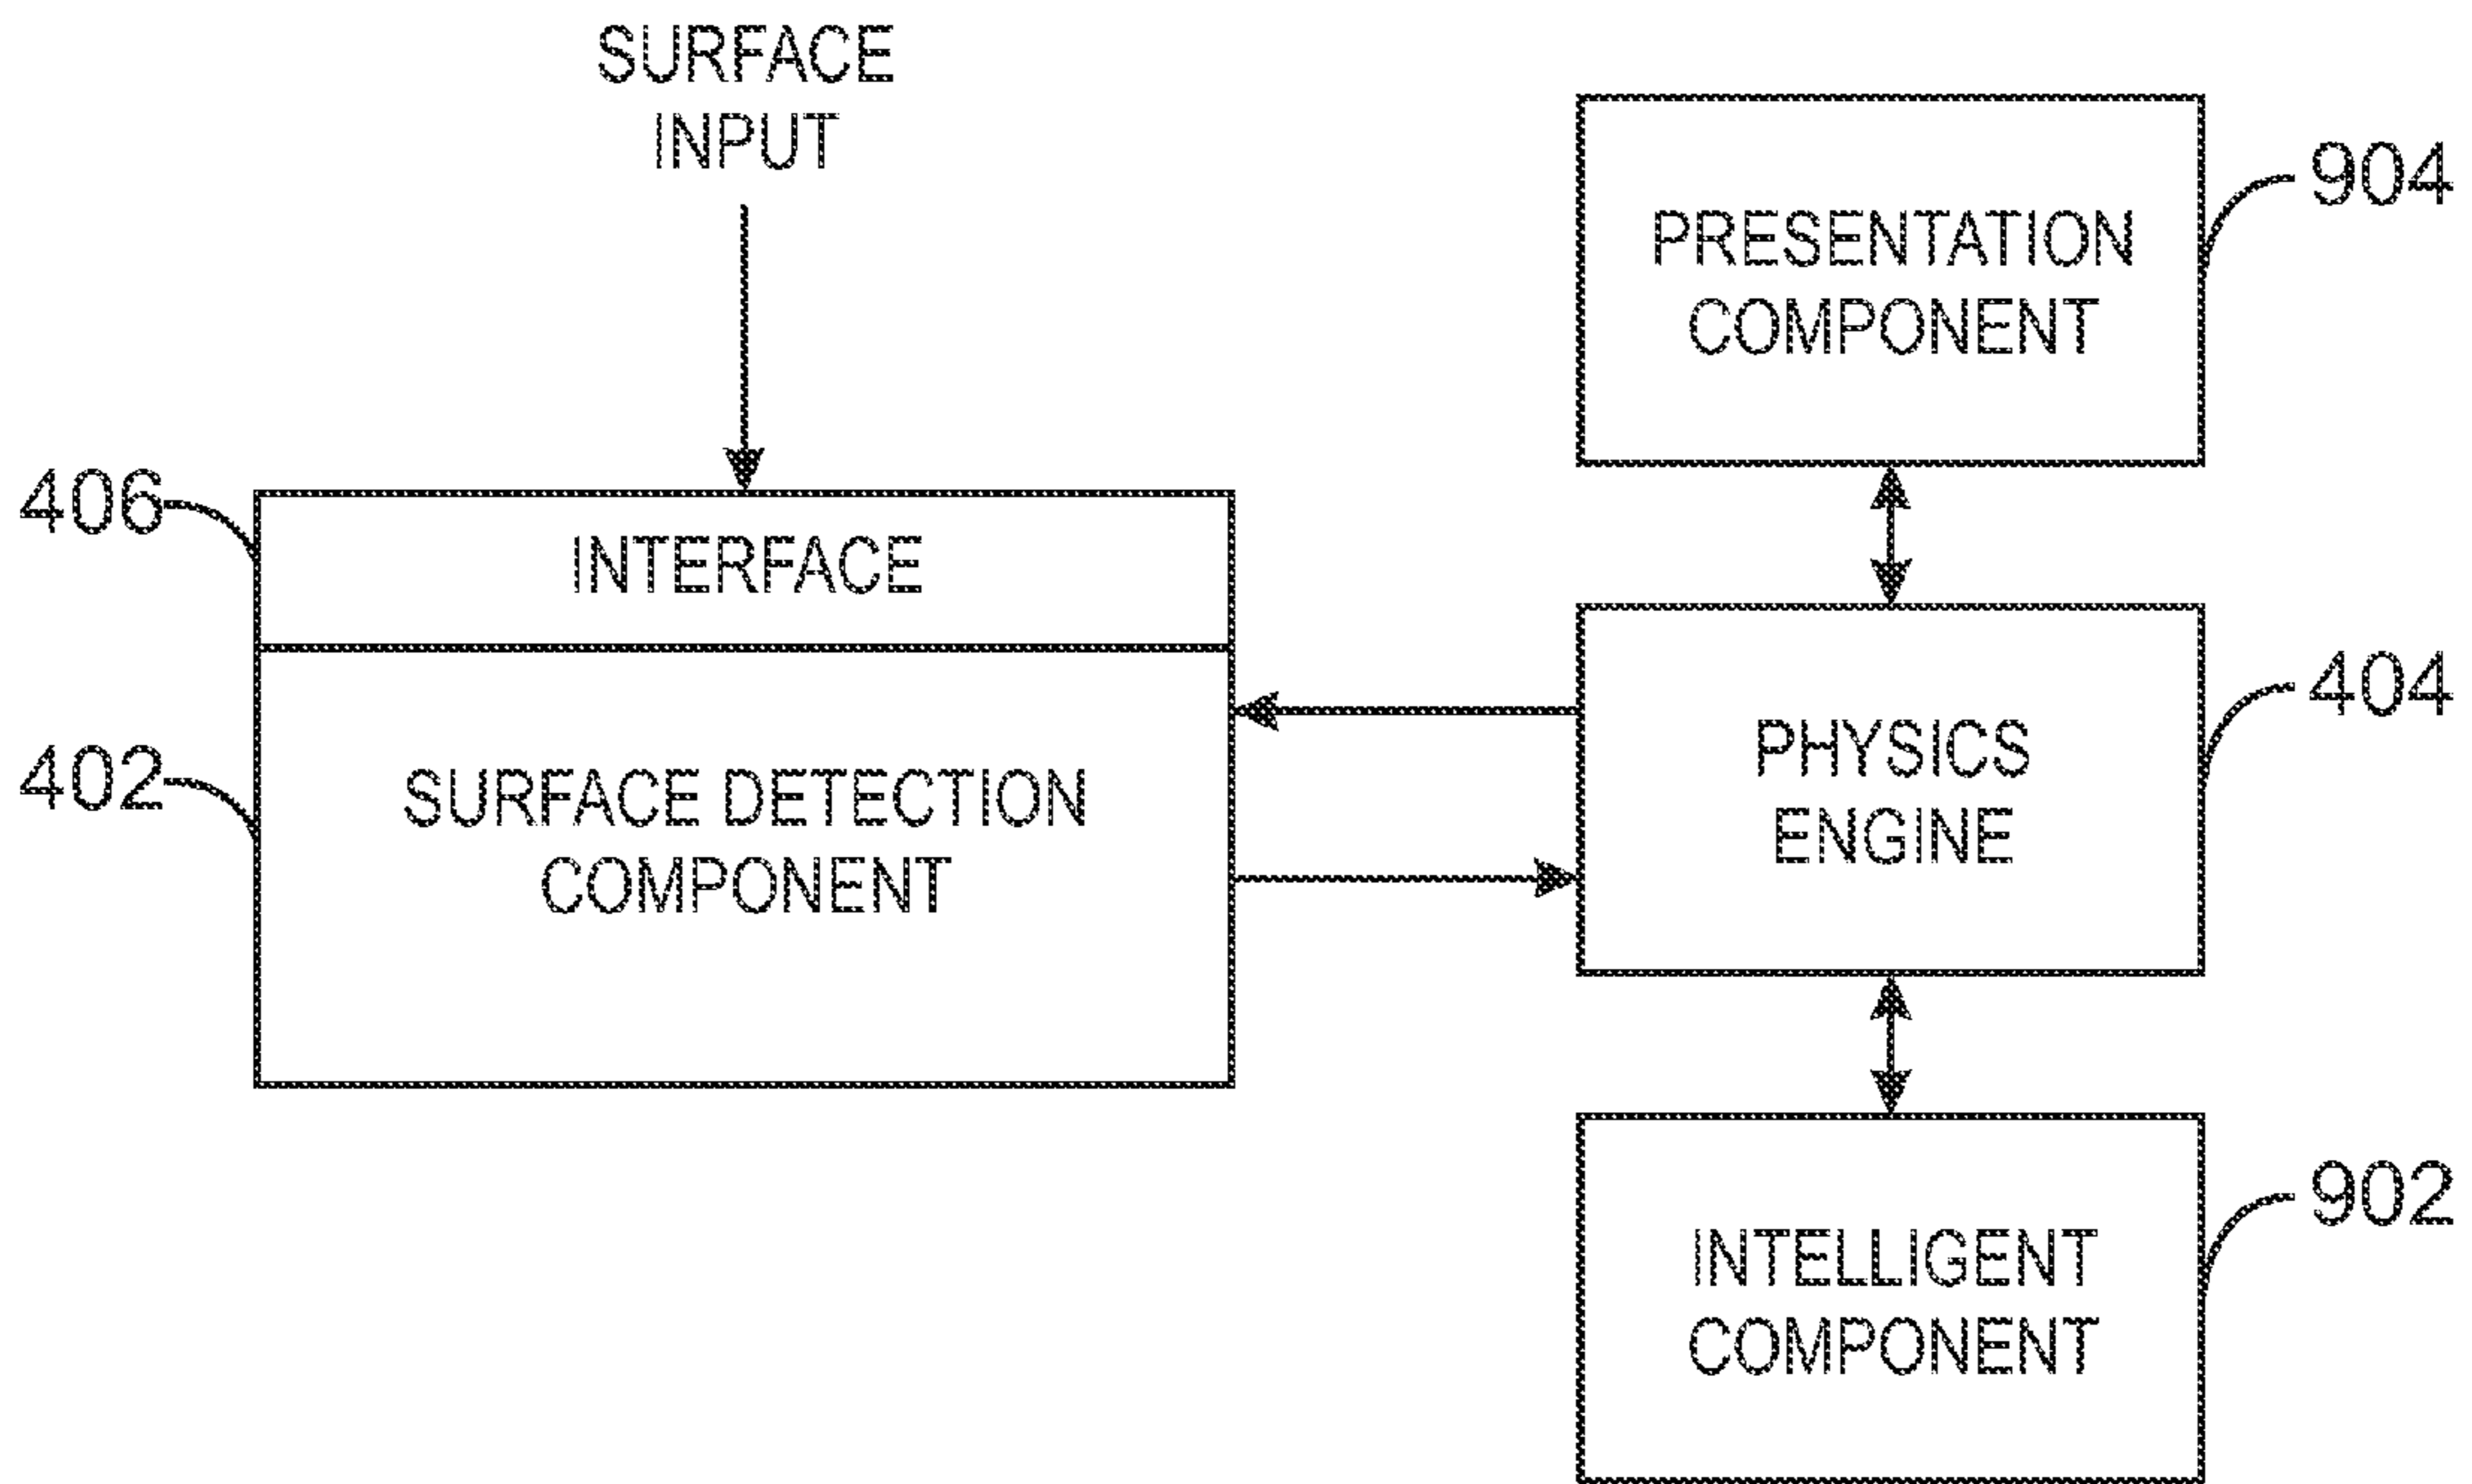 SURFACE
INPUT
904
PRESENTATION
COMPONENT
406
INTERFACE
402
SURFACE DETECTION
COMPONENT
404
PHYSICS
ENGINE
902
INTELLIGENT
COMPONENT